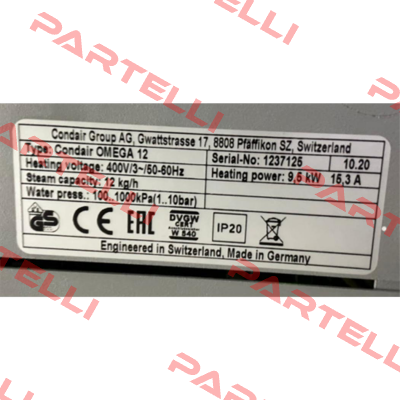 PARTELLI
Condair Group AG, Gwattstrasse 17, 8808 Pfäffikon SZ, Switzerland
Type: Condair OMEGA 12 Serial-No: 1237125 10.20
Heating voltage: 400V/3~/50-60Hz Heating power: 9,5 kW 15,3 A
Steam capacity: 12 kg/h
Water press.: 100..1000kPa(1..10bar)
GS CE EAC DVGW CERT W 540 IP20
Engineered in Switzerland, Made in Germany
PARTELLI